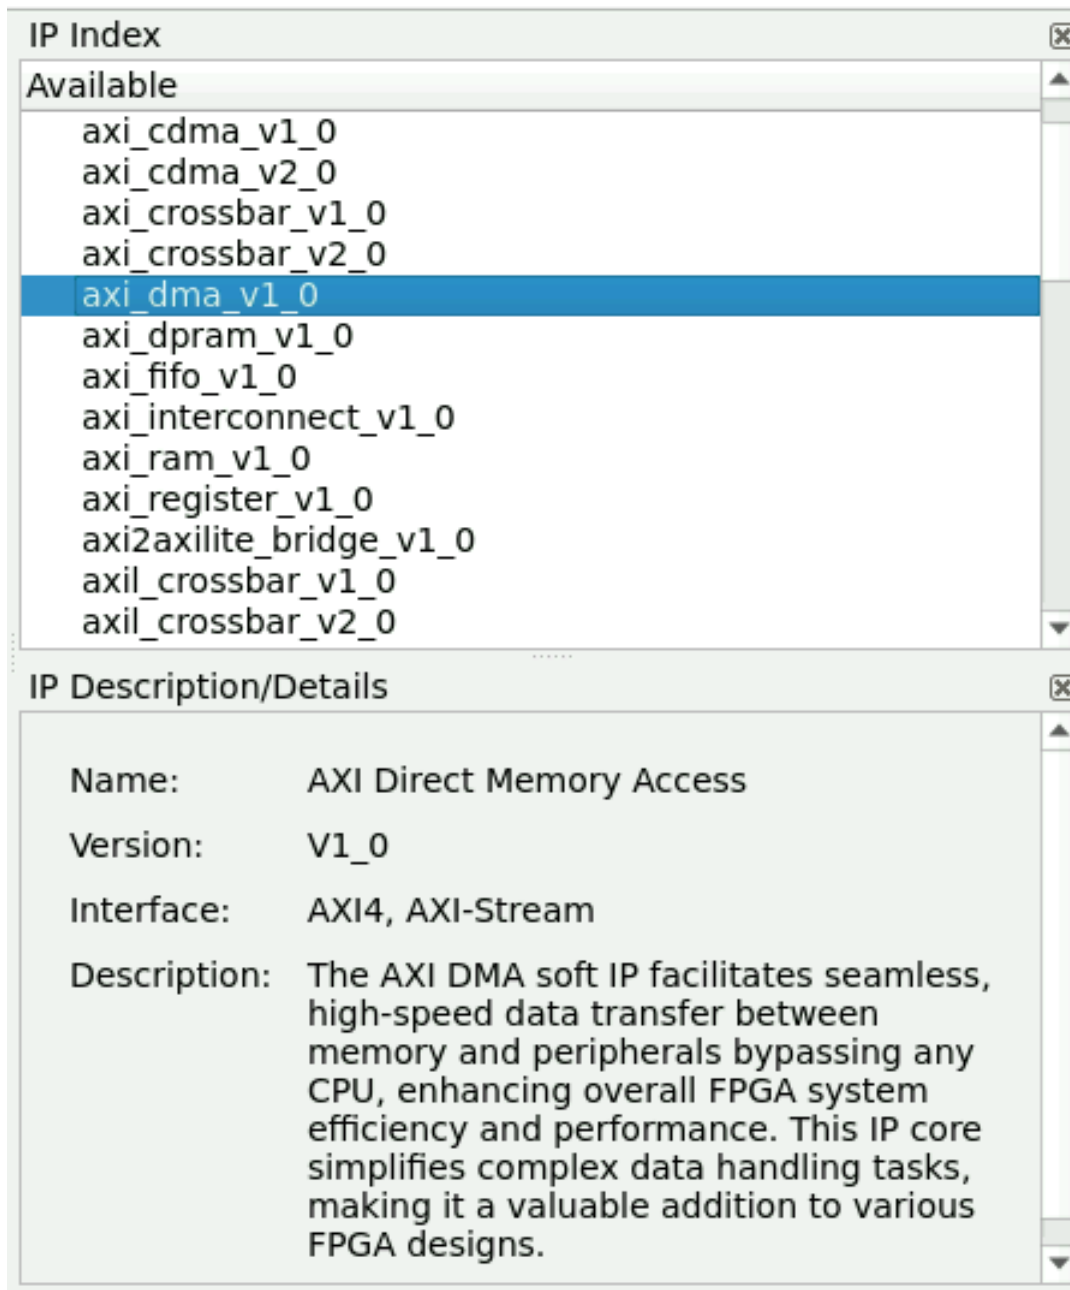 IP Index
Available
axi_cdma_v1_0
axi_cdma_v2_0
axi_crossbar_v1_0
axi_crossbar_v2_0
axi_dma_v1_0
axi_dpram_v1_0
axi_fifo_v1_0
axi_interconnect_v1_0
axi_ram_v1_0
axi_register_v1_0
axi2axilite_bridge_v1_0
axil_crossbar_v1_0
axil_crossbar_v2_0
IP Description/Details
Name: AXI Direct Memory Access
Version: V1_0
Interface: AXI4, AXI-Stream
Description: The AXI DMA soft IP facilitates seamless,
high-speed data transfer between
memory and peripherals bypassing any
CPU, enhancing overall FPGA system
efficiency and performance. This IP core
simplifies complex data handling tasks,
making it a valuable addition to various
FPGA designs.